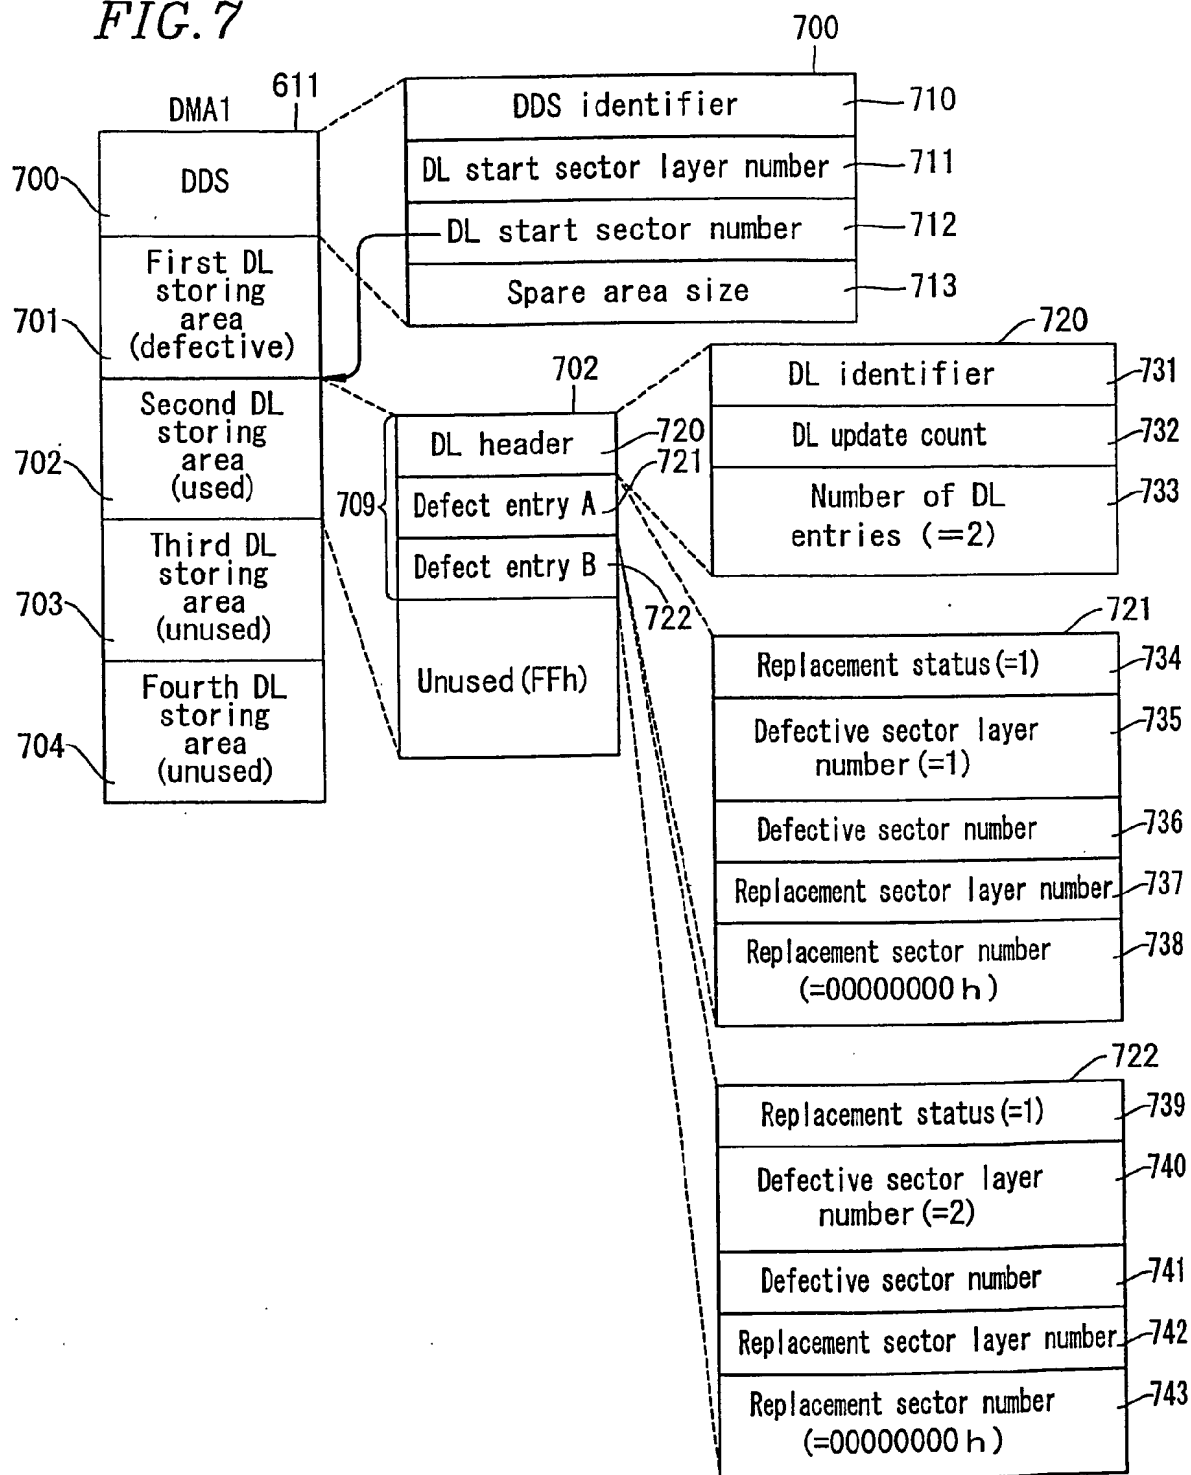 FIG. 7
DMA1
611
700
DDS
First DL
storing
area
(defective)
701
Second DL
storing
area
(used)
702
Third DL
storing
area
(unused)
703
Fourth DL
storing
area
(unused)
704
700
DDS identifier
710
DL start sector layer number
711
DL start sector number
712
Spare area size
713
702
709
DL header
720
Defect entry A
721
Defect entry B
722
Unused (FFh)
720
DL identifier
731
DL update count
732
Number of DL
entries (=2)
733
721
Replacement status (=1)
734
Defective sector layer
number (=1)
735
Defective sector number
736
Replacement sector layer number
737
Replacement sector number
(=00000000 h)
738
722
Replacement status (=1)
739
Defective sector layer
number (=2)
740
Defective sector number
741
Replacement sector layer number
742
Replacement sector number
(=00000000 h)
743